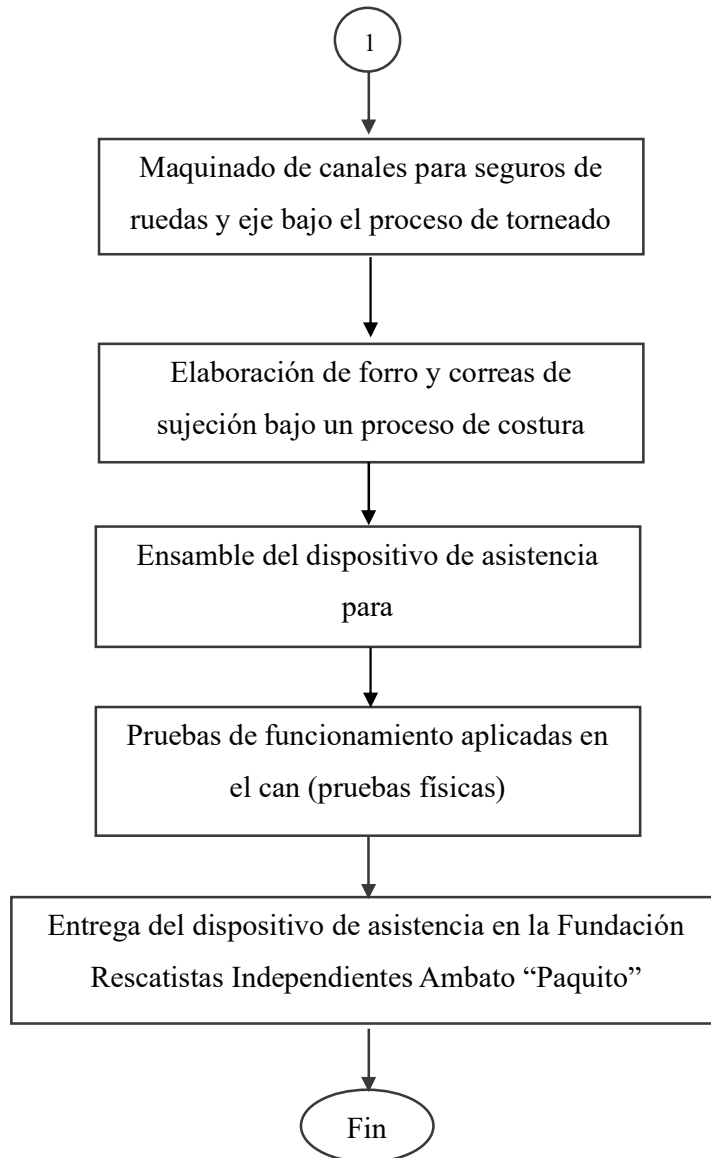 1
Maquinado de canales para seguros de
ruedas y eje bajo el proceso de torneado
Elaboración de forro y correas de
sujeción bajo un proceso de costura
Ensamble del dispositivo de asistencia
para
Pruebas de funcionamiento aplicadas en
el can (pruebas físicas)
Entrega del dispositivo de asistencia en la Fundación
Rescatistas Independientes Ambato “Paquito”
Fin